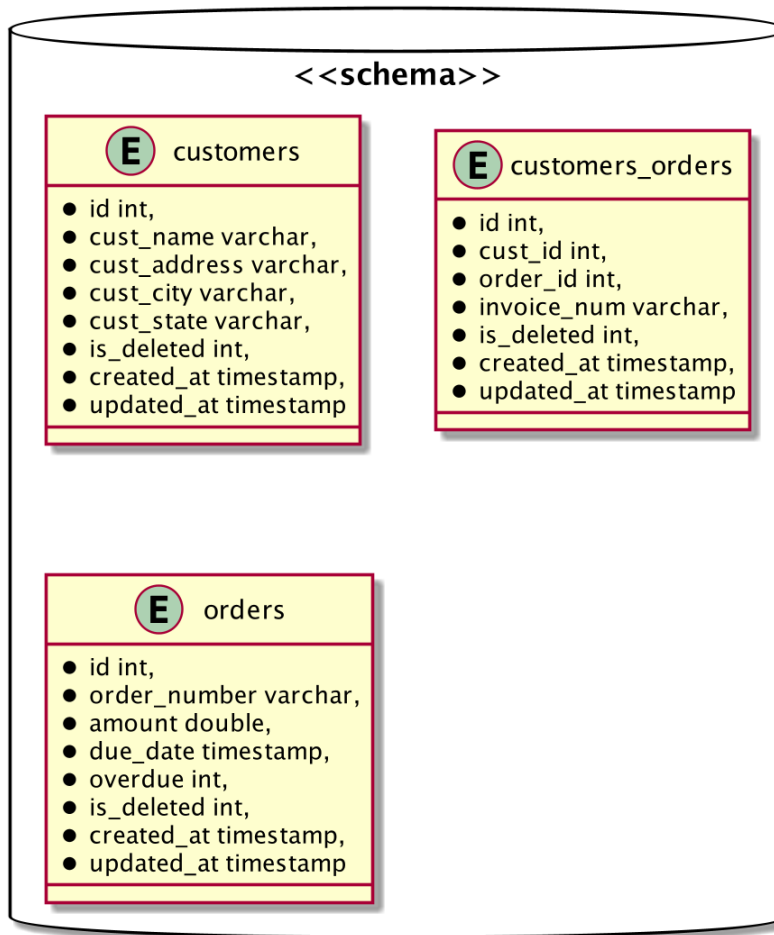 <<schema>>
E customers
id int,
cust_name varchar,
cust_address varchar,
cust_city varchar,
cust_state varchar,
is_deleted int,
created_at timestamp,
updated_at timestamp
E customers_orders
id int,
cust_id int,
order_id int,
invoice_num varchar,
is_deleted int,
created_at timestamp,
updated_at timestamp
E orders
id int,
order_number varchar,
amount double,
due_date timestamp,
overdue int,
is_deleted int,
created_at timestamp,
updated_at timestamp